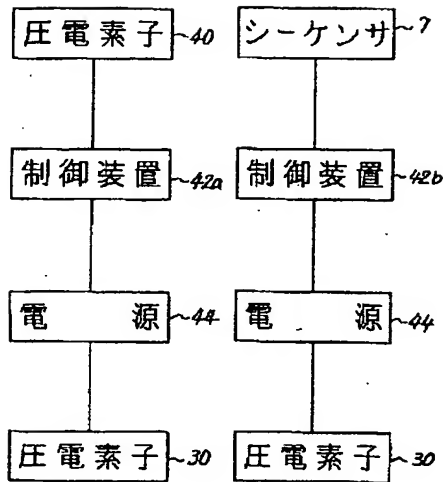 圧電素子 ~40 シーケンサ ~7
制御装置 ~42a 制御装置 ~42b
電源 ~44 電源 ~44
圧電素子 ~30 圧電素子 ~30